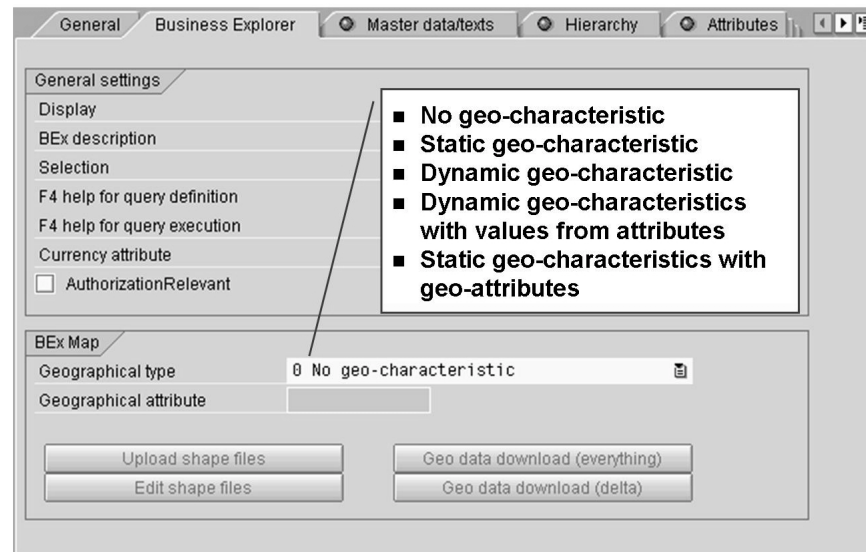 General Business Explorer Master data/texts Hierarchy Attributes
General settings
Display
BEx description
Selection
F4 help for query definition
F4 help for query execution
Currency attribute
AuthorizationRelevant
■ No geo-characteristic
■ Static geo-characteristic
■ Dynamic geo-characteristic
■ Dynamic geo-characteristics
with values from attributes
■ Static geo-characteristics with
geo-attributes
BEx Map
Geographical type 0 No geo-characteristic
Geographical attribute
Upload shape files Geo data download (everything)
Edit shape files Geo data download (delta)